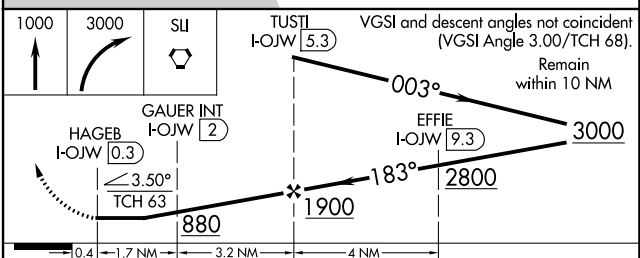 1000
3000
SLI
TUSTI
I-OJW 5.3
VGSI and descent angles not coincident
(VGSI Angle 3.00/TCH 68).
Remain
within 10 NM
003°
GAUER INT
I-OJW 2
EFFIE
I-OJW 9.3
3000
HAGEB
I-OJW 0.3
183°
2800
3.50°
TCH 63
1900
880
0.4
1.7 NM
3.2 NM
4 NM